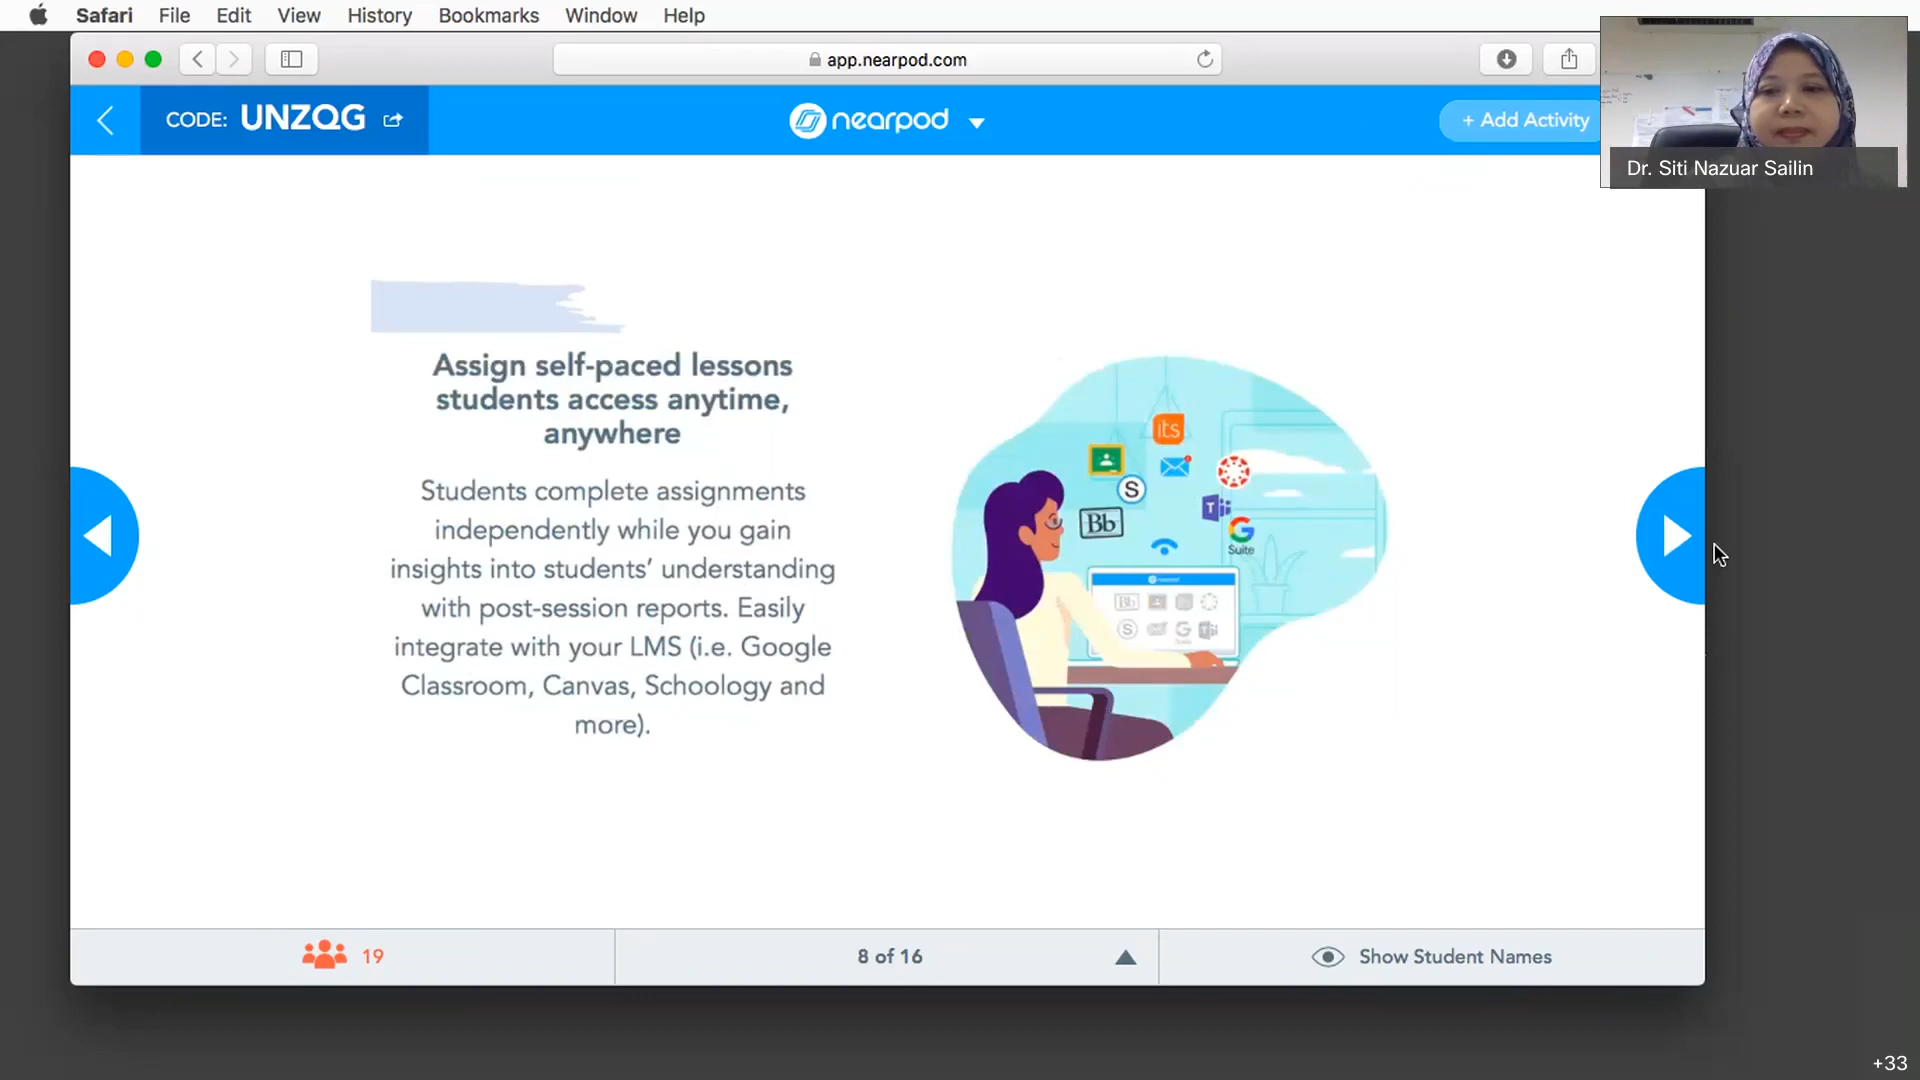 Safari File Edit View History Bookmarks Window Help
app.nearpod.com
CODE: UNZQG
nearpod
+ Add Activity
Dr. Siti Nazuar Sailin
Assign self-paced lessons
students access anytime,
anywhere
Students complete assignments
independently while you gain
insights into students’ understanding
with post-session reports. Easily
integrate with your LMS (i.e. Google
Classroom, Canvas, Schoology and
more).
its
S
T
Bb
G
Suite
nearpod
Bb
S
G
T
19
8 of 16
Show Student Names
+33